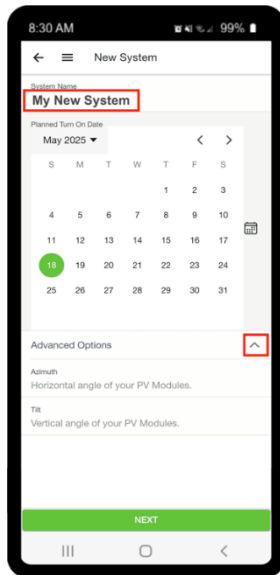 8:30 AM 99%
New System
System Name
My New System
Planned Turn On Date
May 2025
S M T W T F S
1 2 3
4 5 6 7 8 9 10
11 12 13 14 15 16 17
18 19 20 21 22 23 24
25 26 27 28 29 30 31
Advanced Options
Azimuth
Horizontal angle of your PV Modules.
Tilt
Vertical angle of your PV Modules.
NEXT